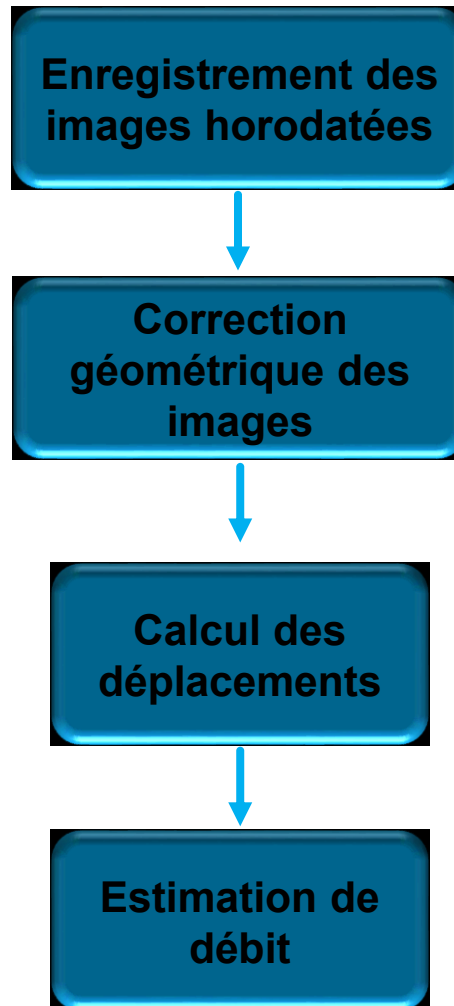 Enregistrement des
images horodatées
Correction
géométrique des
images
Calcul des
déplacements
Estimation de
débit